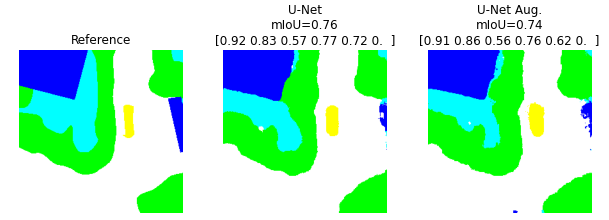 Reference
U-Net
mIoU=0.76
[0.92 0.83 0.57 0.77 0.72 0. ]
U-Net Aug.
mIoU=0.74
[0.91 0.86 0.56 0.76 0.62 0. ]